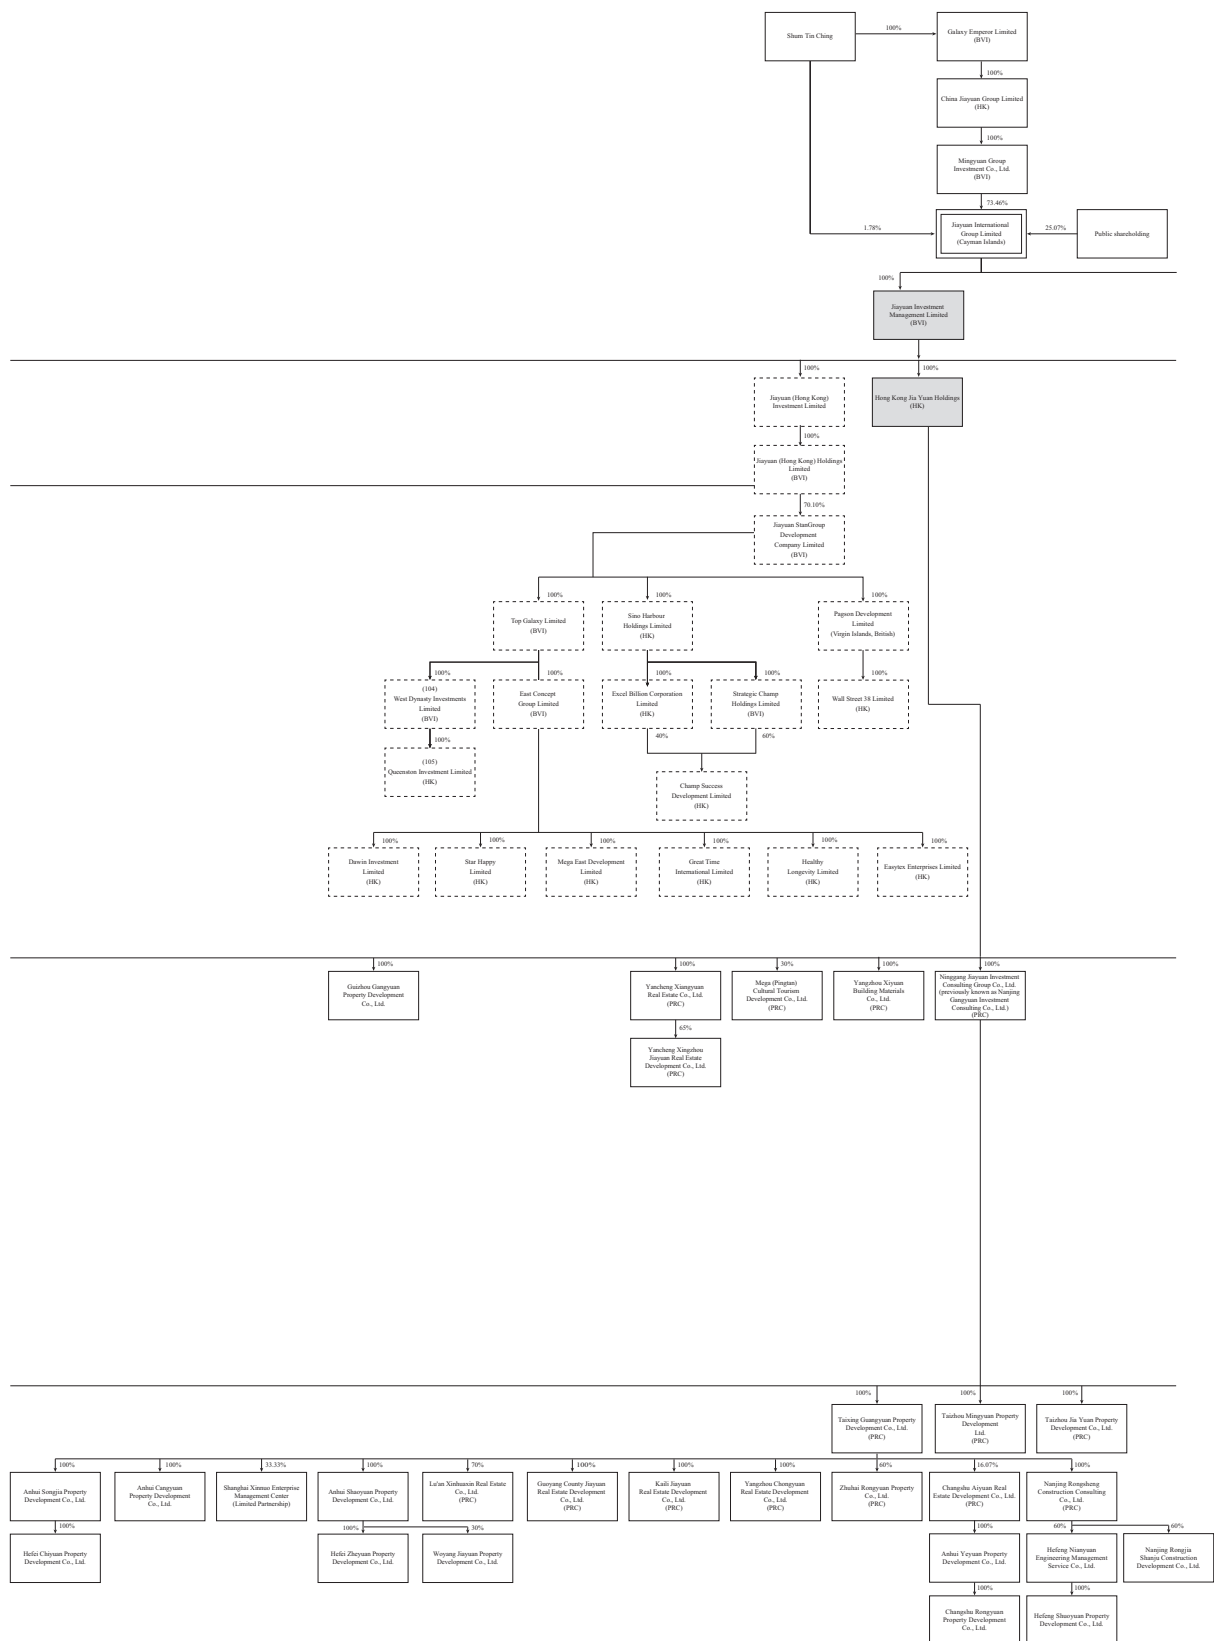 Shum Tin Ching
100%
Galaxy Emperor Limited
(BVI)
100%
China Jiayuan Group Limited
(HK)
100%
Mingyuan Group
Investment Co., Ltd.
(BVI)
73.46%
1.78%
Jiayuan International
Group Limited
(Cayman Islands)
25.07%
Public shareholding
100%
Jiayuan Investment
Management Limited
(BVI)
100%
100%
Jiayuan (Hong Kong)
Investment Limited
Hong Kong Jia Yuan Holdings
(HK)
100%
Jiayuan (Hong Kong) Holdings
Limited
(BVI)
70.10%
Jiayuan StanGroup
Development
Company Limited
(BVI)
100%
100%
100%
Top Galaxy Limited
(BVI)
Sino Harbour
Holdings Limited
(HK)
Pagson Development
Limited
(Virgin Islands, British)
100%
100%
100%
100%
100%
(104)
West Dynasty Investments
Limited
(BVI)
East Concept
Group Limited
(BVI)
Excel Billion Corporation
Limited
(HK)
Strategic Champ
Holdings Limited
(BVI)
Wall Street 38 Limited
(HK)
100%
40%
60%
(105)
Queenston Investment Limited
(HK)
Champ Success
Development Limited
(HK)
100%
100%
100%
100%
100%
100%
Dawin Investment
Limited
(HK)
Star Happy
Limited
(HK)
Mega East Development
Limited
(HK)
Great Time
International Limited
(HK)
Healthy
Longevity Limited
(HK)
Easytex Enterprises Limited
(HK)
100%
100%
30%
100%
100%
Guizhou Gangyuan
Property Development
Co., Ltd.
Yancheng Xiangyuan
Real Estate Co., Ltd.
(PRC)
Mega (Pingtan)
Cultural Tourism
Development Co., Ltd.
(PRC)
Yangzhou Xiyuan
Building Materials
Co., Ltd.
(PRC)
Ninggang Jiayuan Investment
Consulting Group Co., Ltd.
(previously known as Nanjing
Gangyuan Investment
Consulting Co., Ltd.)
(PRC)
65%
Yancheng Xingzhou
Jiayuan Real Estate
Development Co., Ltd.
(PRC)
100%
100%
100%
Taixing Guangyuan Property
Development Co., Ltd.
(PRC)
Taizhou Mingyuan Property
Development
Ltd.
(PRC)
Taizhou Jia Yuan Property
Development Co., Ltd.
(PRC)
100%
100%
33.33%
100%
70%
100%
100%
100%
60%
16.07%
100%
Anhui Songjia Property
Development Co., Ltd.
Anhui Cangyuan
Property Development
Co., Ltd.
Shanghai Xinnuo Enterprise
Management Center
(Limited Partnership)
Anhui Shaoyuan Property
Development Co., Ltd.
Lu'an Xinhuaxin Real Estate
Co., Ltd.
(PRC)
Guoyang County Jiayuan
Real Estate Development
Co., Ltd.
(PRC)
Kaili Jiayuan
Real Estate Development
Co., Ltd.
(PRC)
Yangzhou Chongyuan
Real Estate Development
Co., Ltd.
(PRC)
Zhuhai Rongyuan Property
Co., Ltd.
(PRC)
Changshu Aiyuan Real
Estate Development Co., Ltd.
(PRC)
Nanjing Rongsheng
Construction Consulting
Co., Ltd.
(PRC)
100%
100%
30%
100%
60%
60%
Hefei Chiyuan Property
Development Co., Ltd.
Hefei Zheyuan Property
Development Co., Ltd.
Woyang Jiayuan Property
Development Co., Ltd.
Anhui Yeyuan Property
Development Co., Ltd.
Hefeng Nianyuan
Engineering Management
Service Co., Ltd.
Nanjing Rongjia
Shanju Construction
Development Co., Ltd.
100%
100%
Changshu Rongyuan
Property Development
Co., Ltd.
Hefeng Shuoyuan Property
Development Co., Ltd.